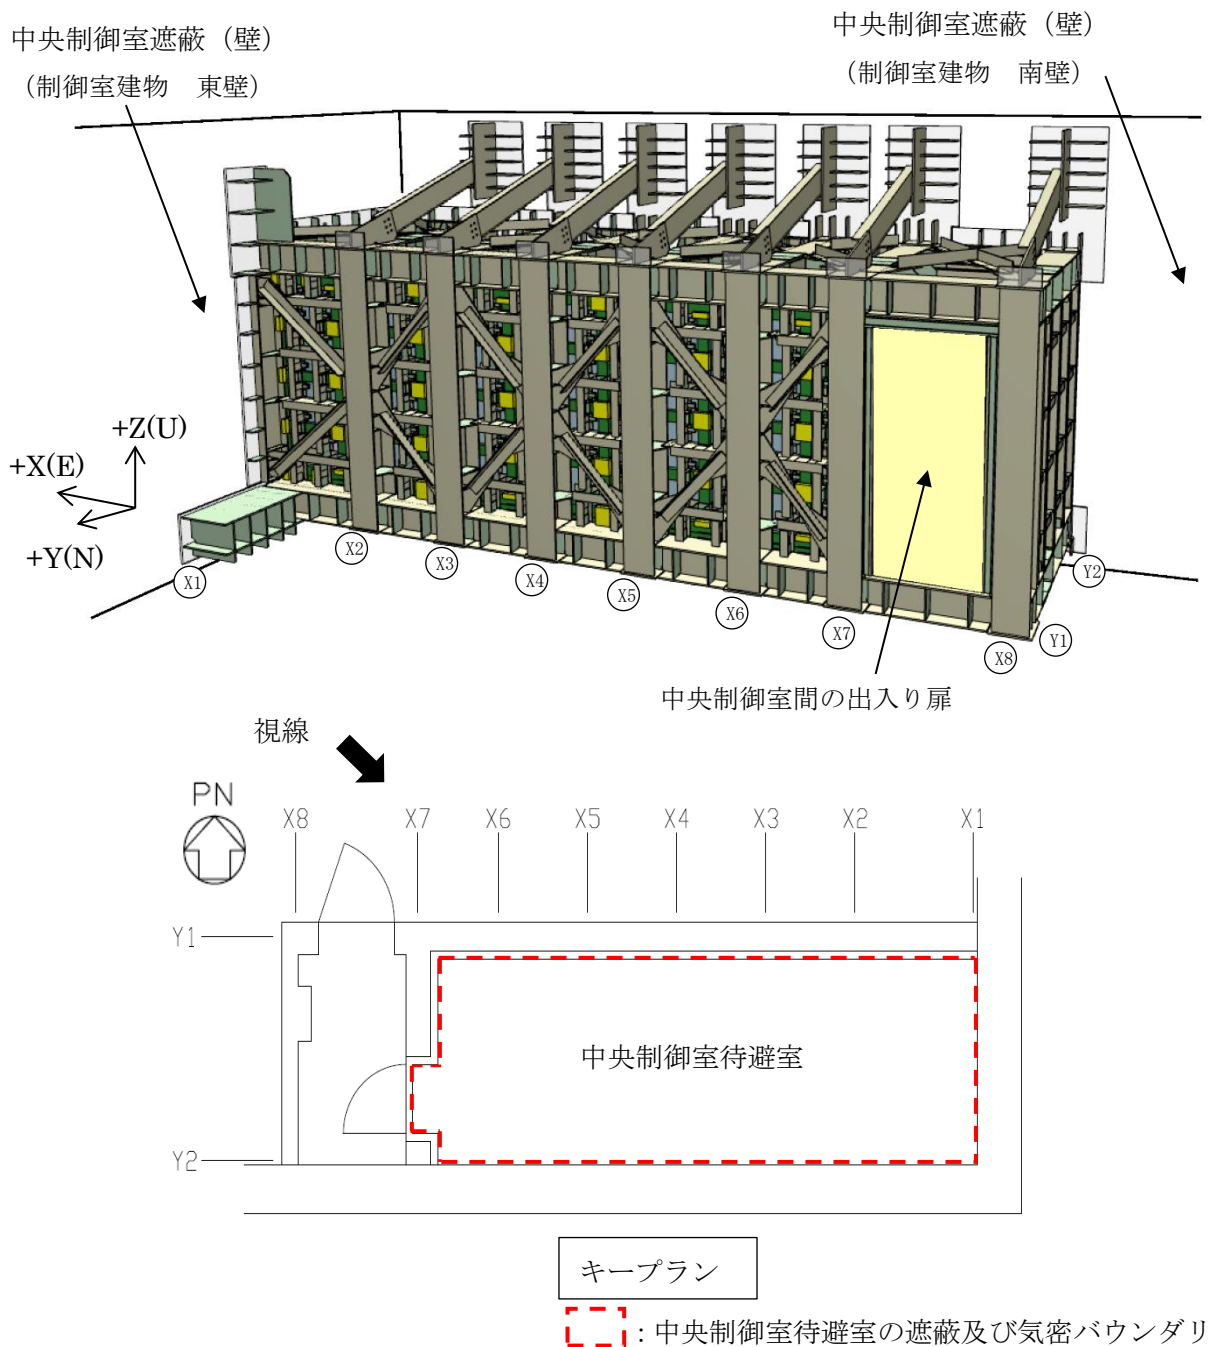 中央制御室遮蔽（壁）
（制御室建物　東壁）
中央制御室遮蔽（壁）
（制御室建物　南壁）
+Z(U)
+X(E)
+Y(N)
X1
X2
X3
X4
X5
X6
X7
X8
Y1
Y2
中央制御室間の出入り扉
視線
PN
X8 X7 X6 X5 X4 X3 X2 X1
Y1
中央制御室待避室
Y2
キープラン
：中央制御室待避室の遮蔽及び気密バウンダリ